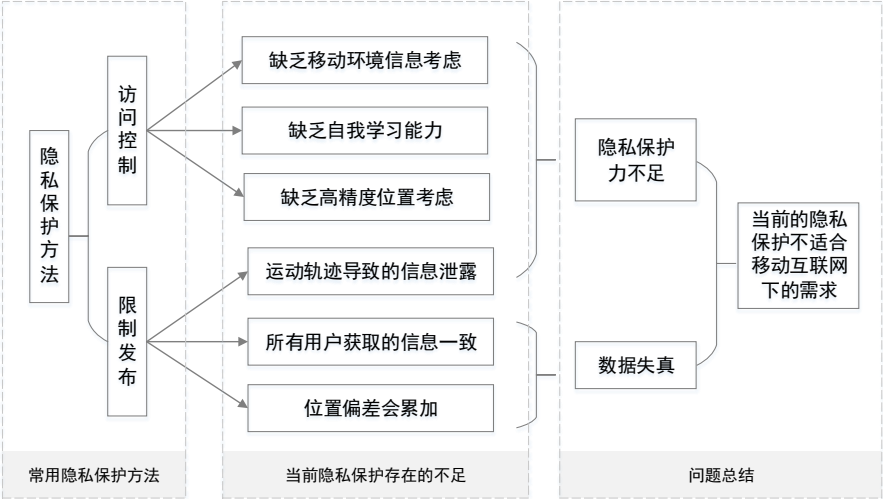 隐私保护方法
访问控制
限制发布
缺乏移动环境信息考虑
缺乏自我学习能力
缺乏高精度位置考虑
运动轨迹导致的信息泄露
所有用户获取的信息一致
位置偏差会累加
隐私保护
力不足
数据失真
当前的隐私
保护不适合
移动互联网
下的需求
常用隐私保护方法
当前隐私保护存在的不足
问题总结